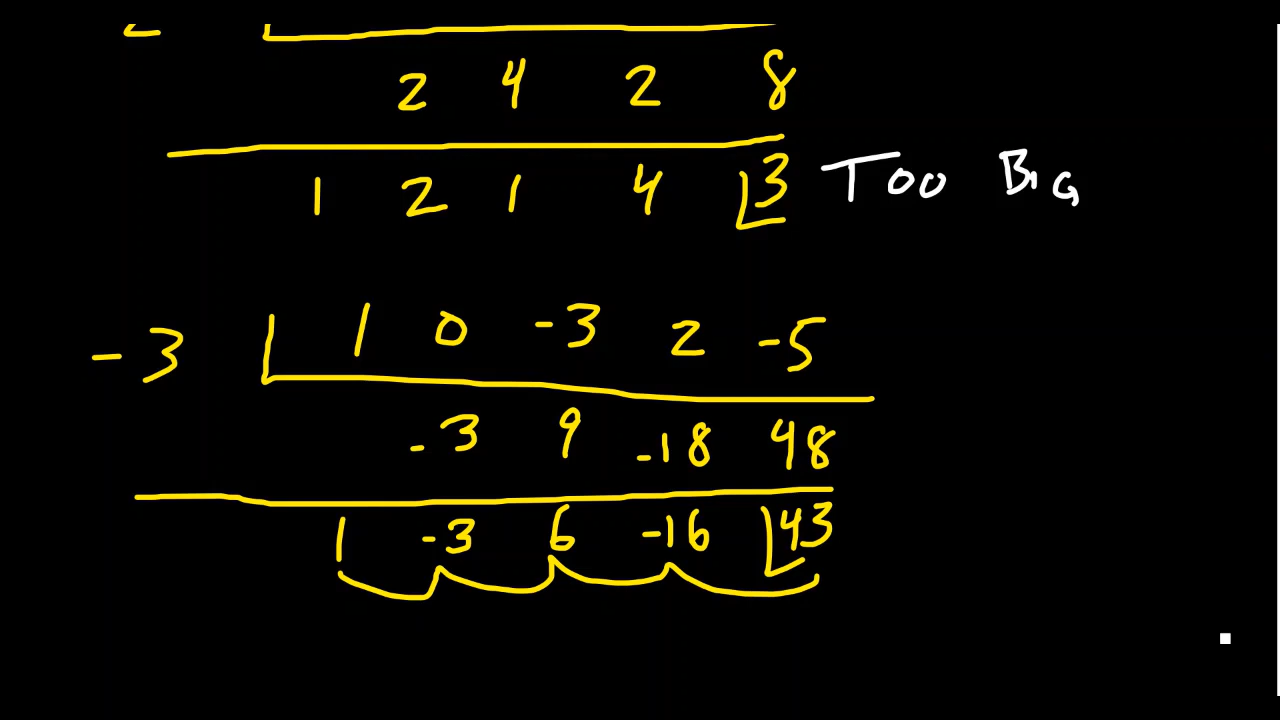 2 4 2 8
1 2 1 4 3 Too Big
-3 1 0 -3 2 -5
-3 9 -18 48
1 -3 6 -16 43